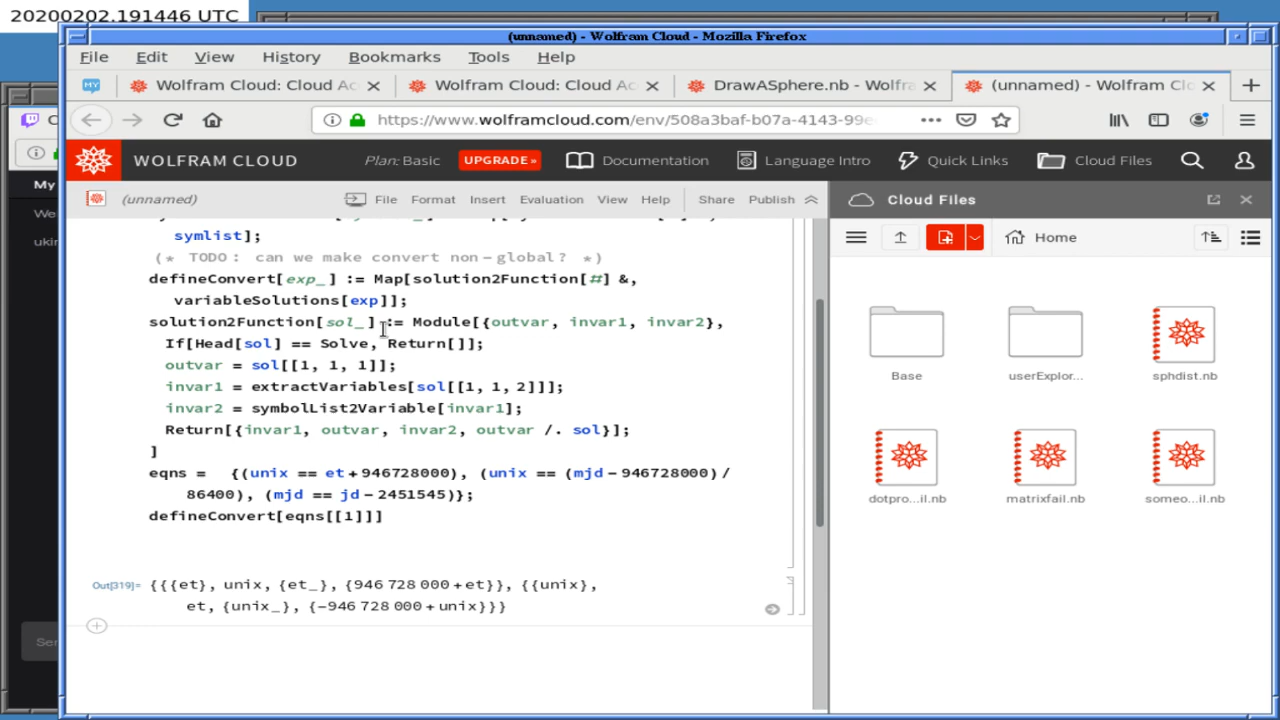 20200202.191446 UTC
(unnamed) - Wolfram Cloud - Mozilla Firefox
File Edit View History Bookmarks Tools Help
MY Wolfram Cloud: Cloud Ac Wolfram Cloud: Cloud Ac DrawASphere.nb - Wolfra (unnamed) - Wolfram Clo
https://www.wolframcloud.com/env/508a3baf-b07a-4143-99e
WOLFRAM CLOUD Plan: Basic UPGRADE » Documentation Language Intro Quick Links Cloud Files
My
(unnamed) File Format Insert Evaluation View Help Share Publish Cloud Files
We
symlist];
Home
uki
(* TODO: can we make convert non-global? *)
defineConvert[exp_] := Map[solution2Function[#] &,
variableSolutions[exp]];
solution2Function[sol_] := Module[{outvar, invar1, invar2},
If[Head[sol] == Solve, Return[]];
outvar = sol[[1, 1, 1]];
invar1 = extractVariables[sol[[1, 1, 2]]];
invar2 = symbolList2Variable[invar1];
Return[{invar1, outvar, invar2, outvar /. sol}];
]
eqns = {(unix == et+946728000), (unix == (mjd-946728000)/
86400), (mjd == jd-2451545)};
defineConvert[eqns[[1]]]
Out[319]= {{{et}, unix, {et_}, {946 728 000+et}}, {{unix},
et, {unix_}, {-946 728 000+unix}}}
Base userExplor... sphdist.nb
dotpro...il.nb matrixfail.nb someo...il.nb
Ser